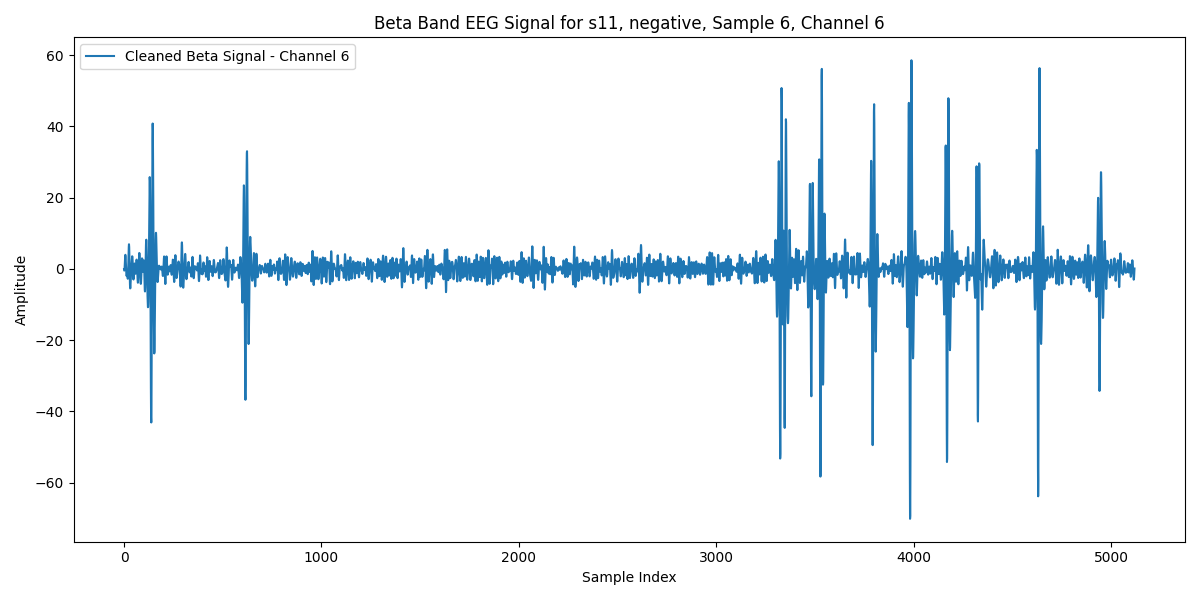 Beta Band EEG Signal for s11, negative, Sample 6, Channel 6
Cleaned Beta Signal - Channel 6
60
40
20
0
−20
−40
−60
Amplitude
0 1000 2000 3000 4000 5000
Sample Index